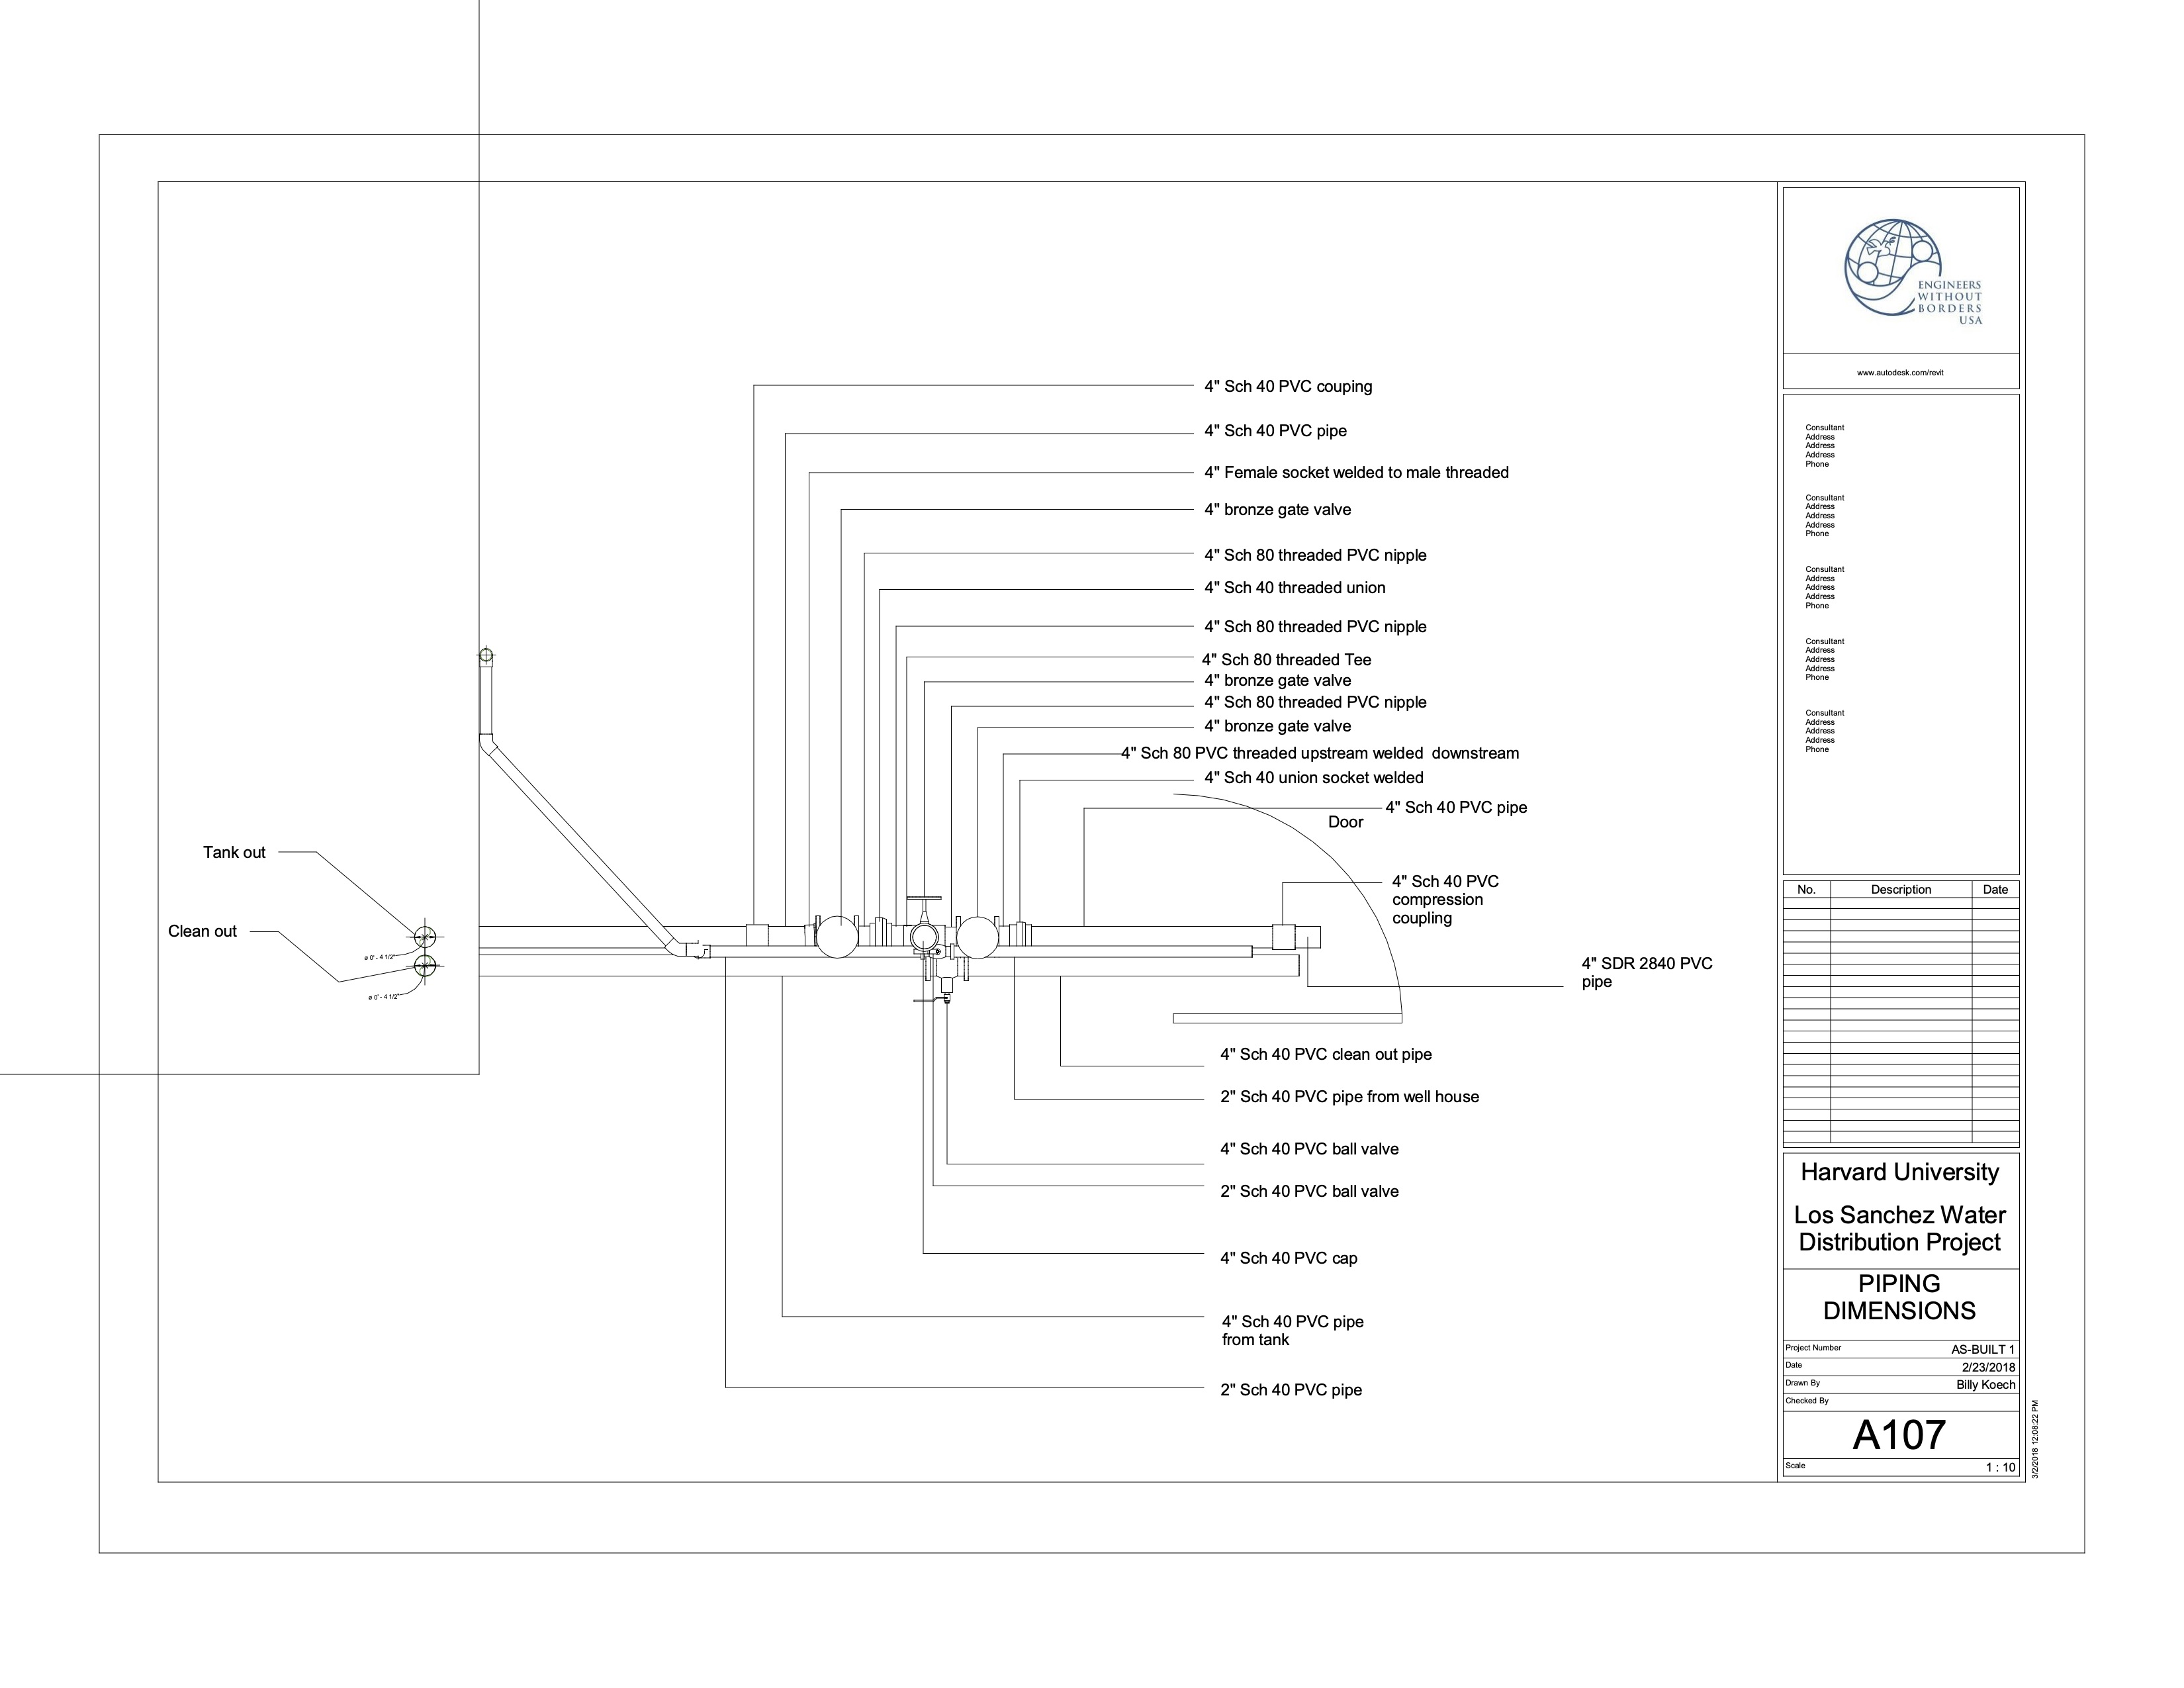 4" Sch 40 PVC couping
4" Sch 40 PVC pipe
4" Female socket welded to male threaded
4" bronze gate valve
4" Sch 80 threaded PVC nipple
4" Sch 40 threaded union
4" Sch 80 threaded PVC nipple
4" Sch 80 threaded Tee
4" bronze gate valve
4" Sch 80 threaded PVC nipple
4" bronze gate valve
4" Sch 80 PVC threaded upstream welded downstream
4" Sch 40 union socket welded
4" Sch 40 PVC pipe
Door
Tank out
4" Sch 40 PVC
compression
coupling
Clean out
ø 0' - 4 1/2"
ø 0' - 4 1/2"
4" SDR 2840 PVC
pipe
4" Sch 40 PVC clean out pipe
2" Sch 40 PVC pipe from well house
4" Sch 40 PVC ball valve
2" Sch 40 PVC ball valve
4" Sch 40 PVC cap
4" Sch 40 PVC pipe
from tank
2" Sch 40 PVC pipe
ENGINEERS
WITHOUT
BORDERS
USA
www.autodesk.com/revit
Consultant
Address
Address
Address
Phone
Consultant
Address
Address
Address
Phone
Consultant
Address
Address
Address
Phone
Consultant
Address
Address
Address
Phone
Consultant
Address
Address
Address
Phone
No. Description Date
Harvard University
Los Sanchez Water
Distribution Project
PIPING
DIMENSIONS
Project Number AS-BUILT 1
Date 2/23/2018
Drawn By Billy Koech
Checked By
A107
Scale 1 : 10
3/2/2018 12:08:22 PM